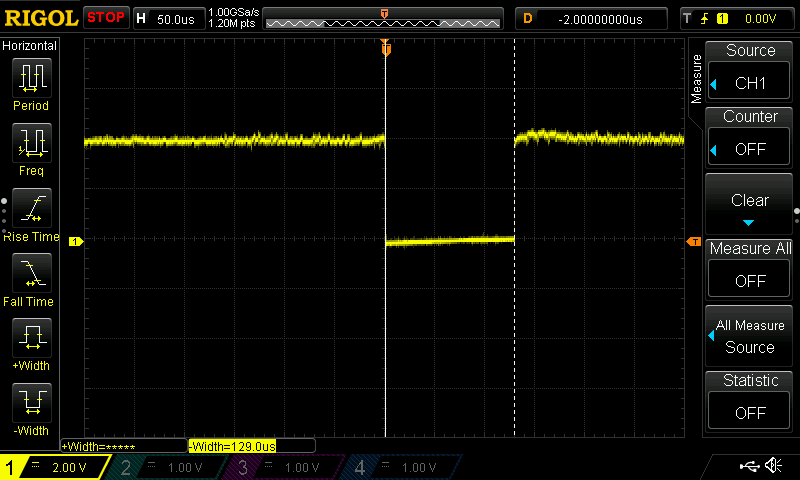 RIGOL STOP H 50.0us 1.00GSa/s 1.20M pts T D -2.00000000us T 1 0.00V
Horizontal
Period
Freq
Rise Time
Fall Time
+Width
-Width
T
1
T
Measure
Source
CH1
Counter
OFF
Clear
Measure All
OFF
All Measure
Source
Statistic
OFF
+Width=***** -Width=129.0us
1 2.00 V 2 1.00 V 3 1.00 V 4 1.00 V